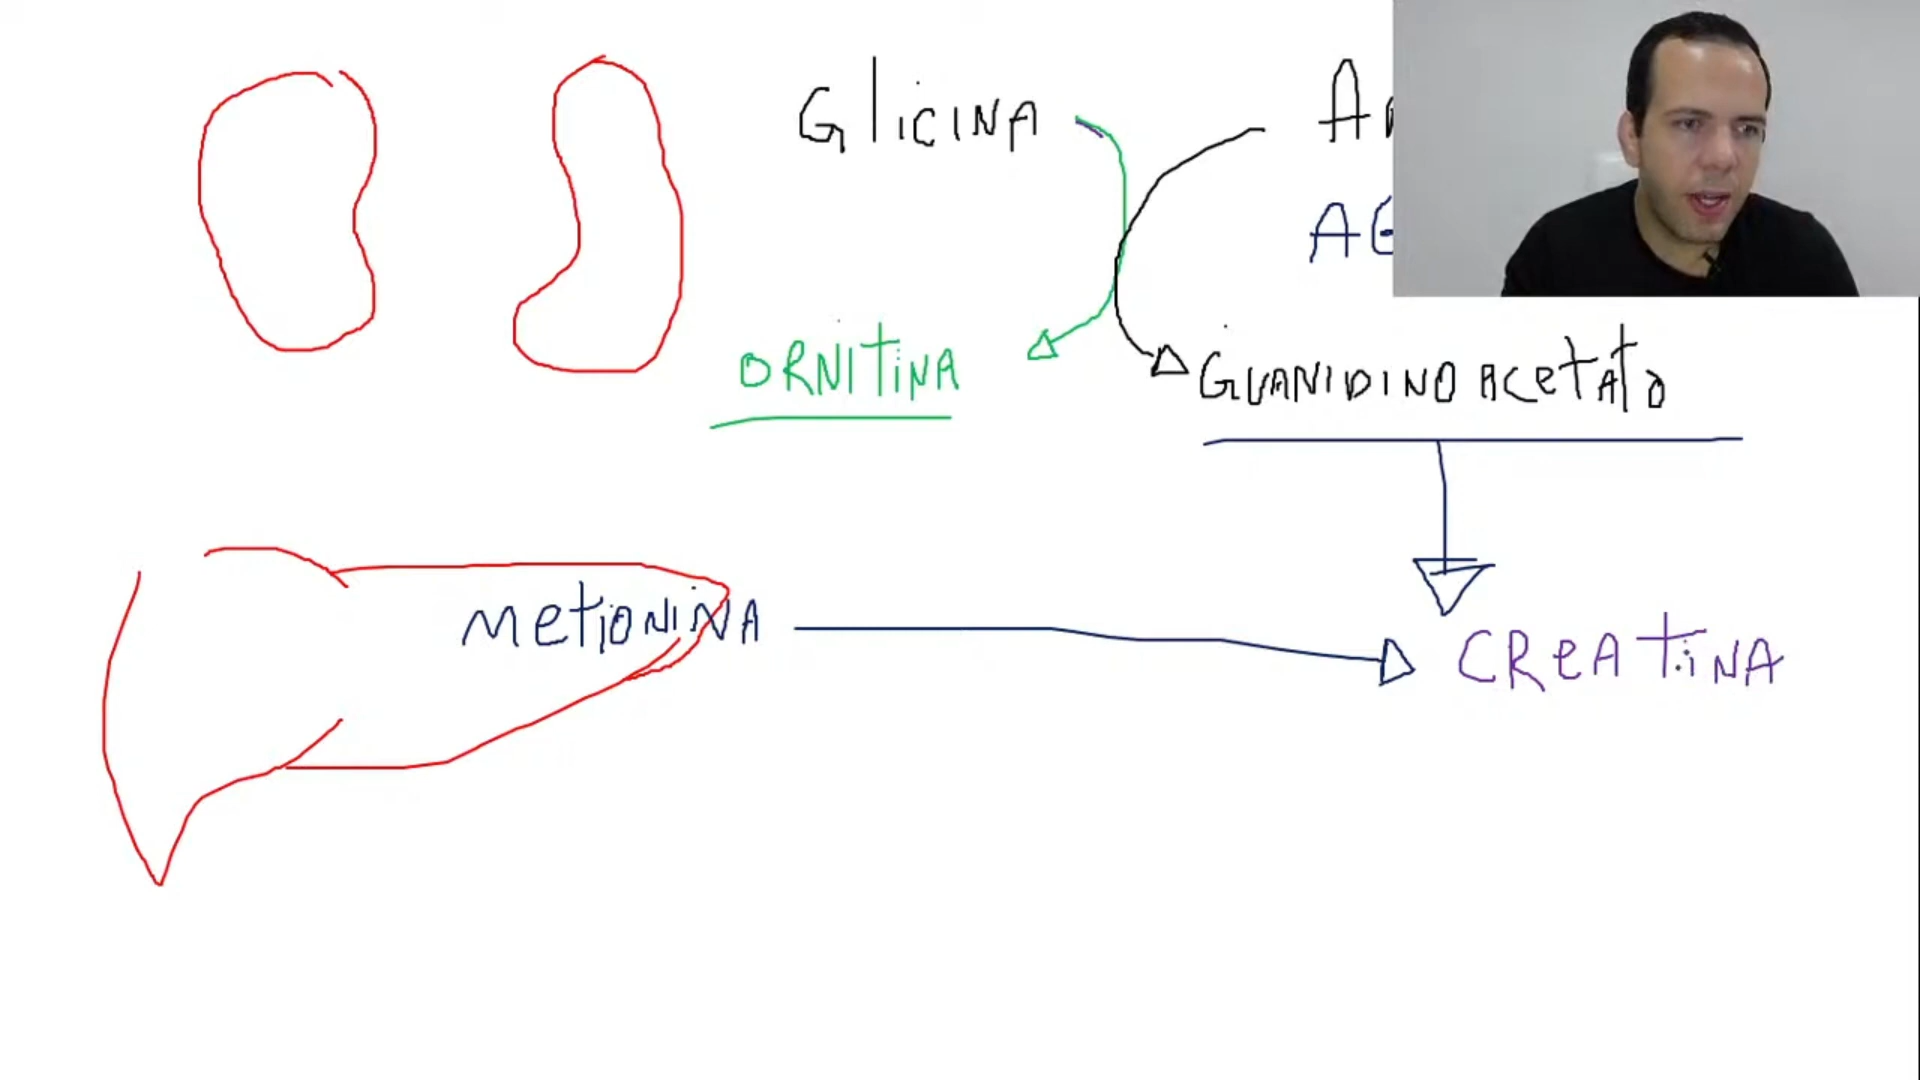 Glicina
Ornitina
Guanidinoacetato
Metionina
Creatina